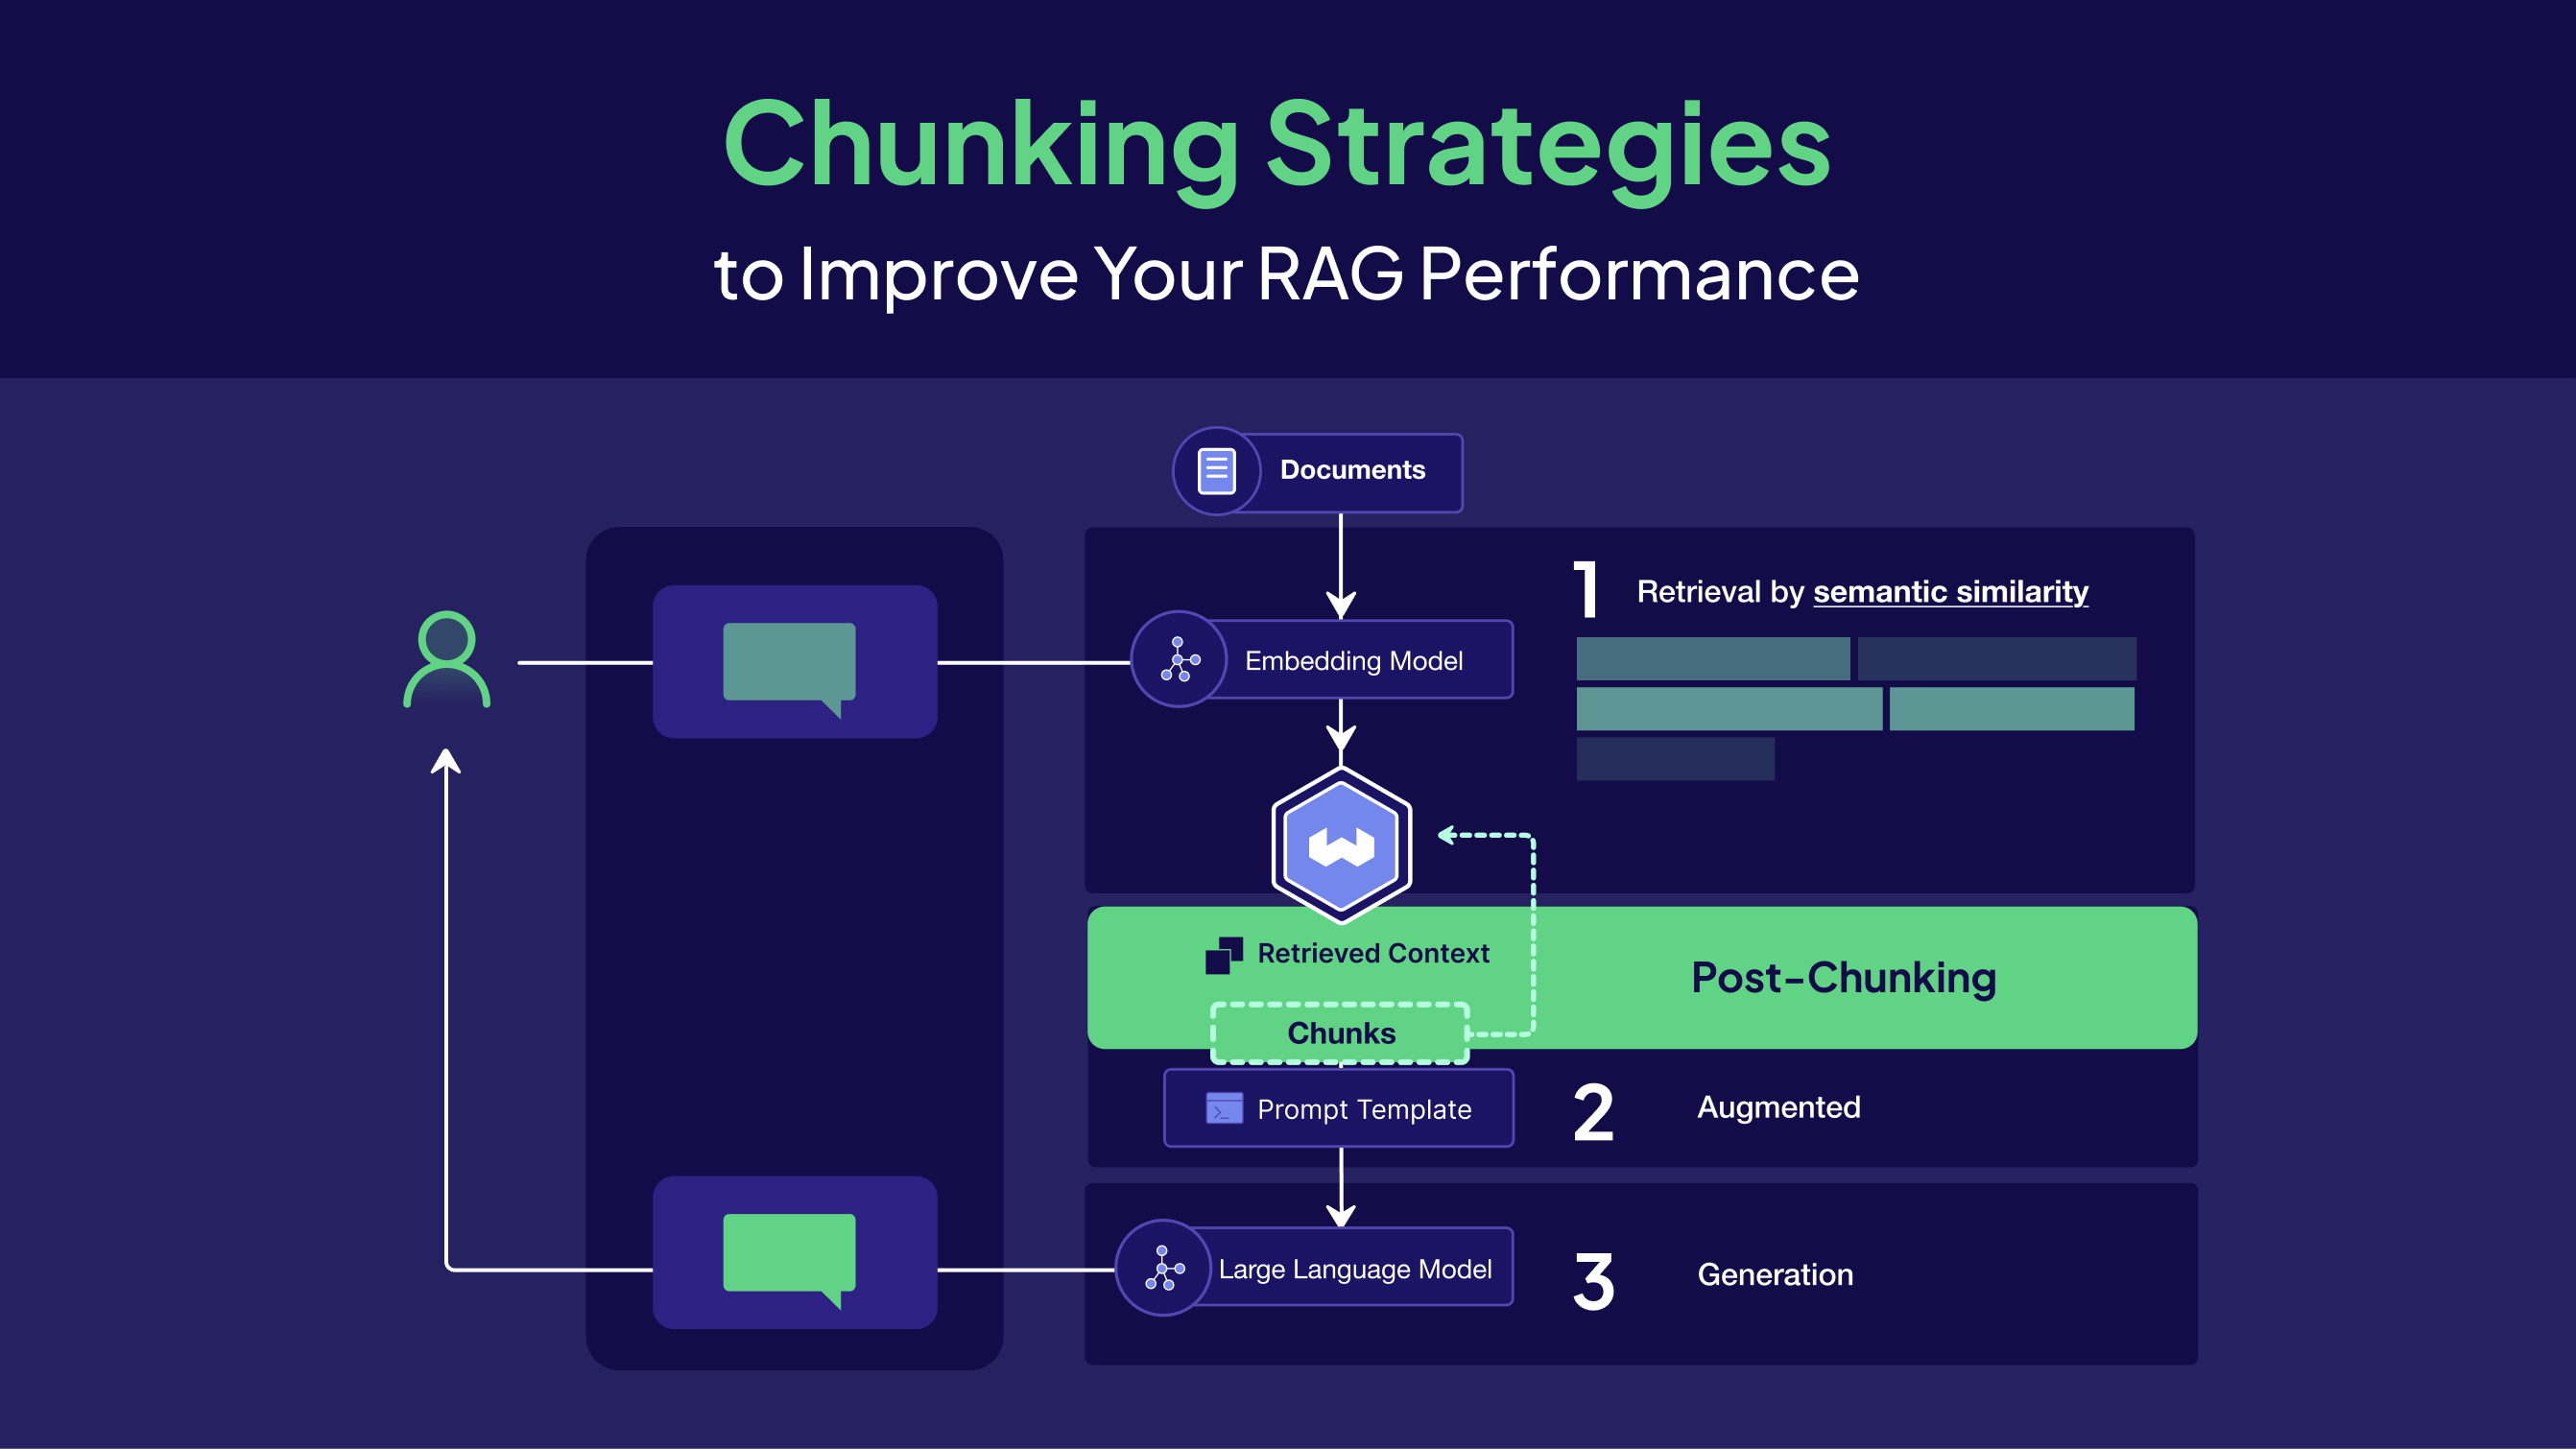 Chunking Strategies
to Improve Your RAG Performance
Documents
1 Retrieval by semantic similarity
Embedding Model
Retrieved Context
Post-Chunking
Chunks
Prompt Template
2 Augmented
Large Language Model
3 Generation